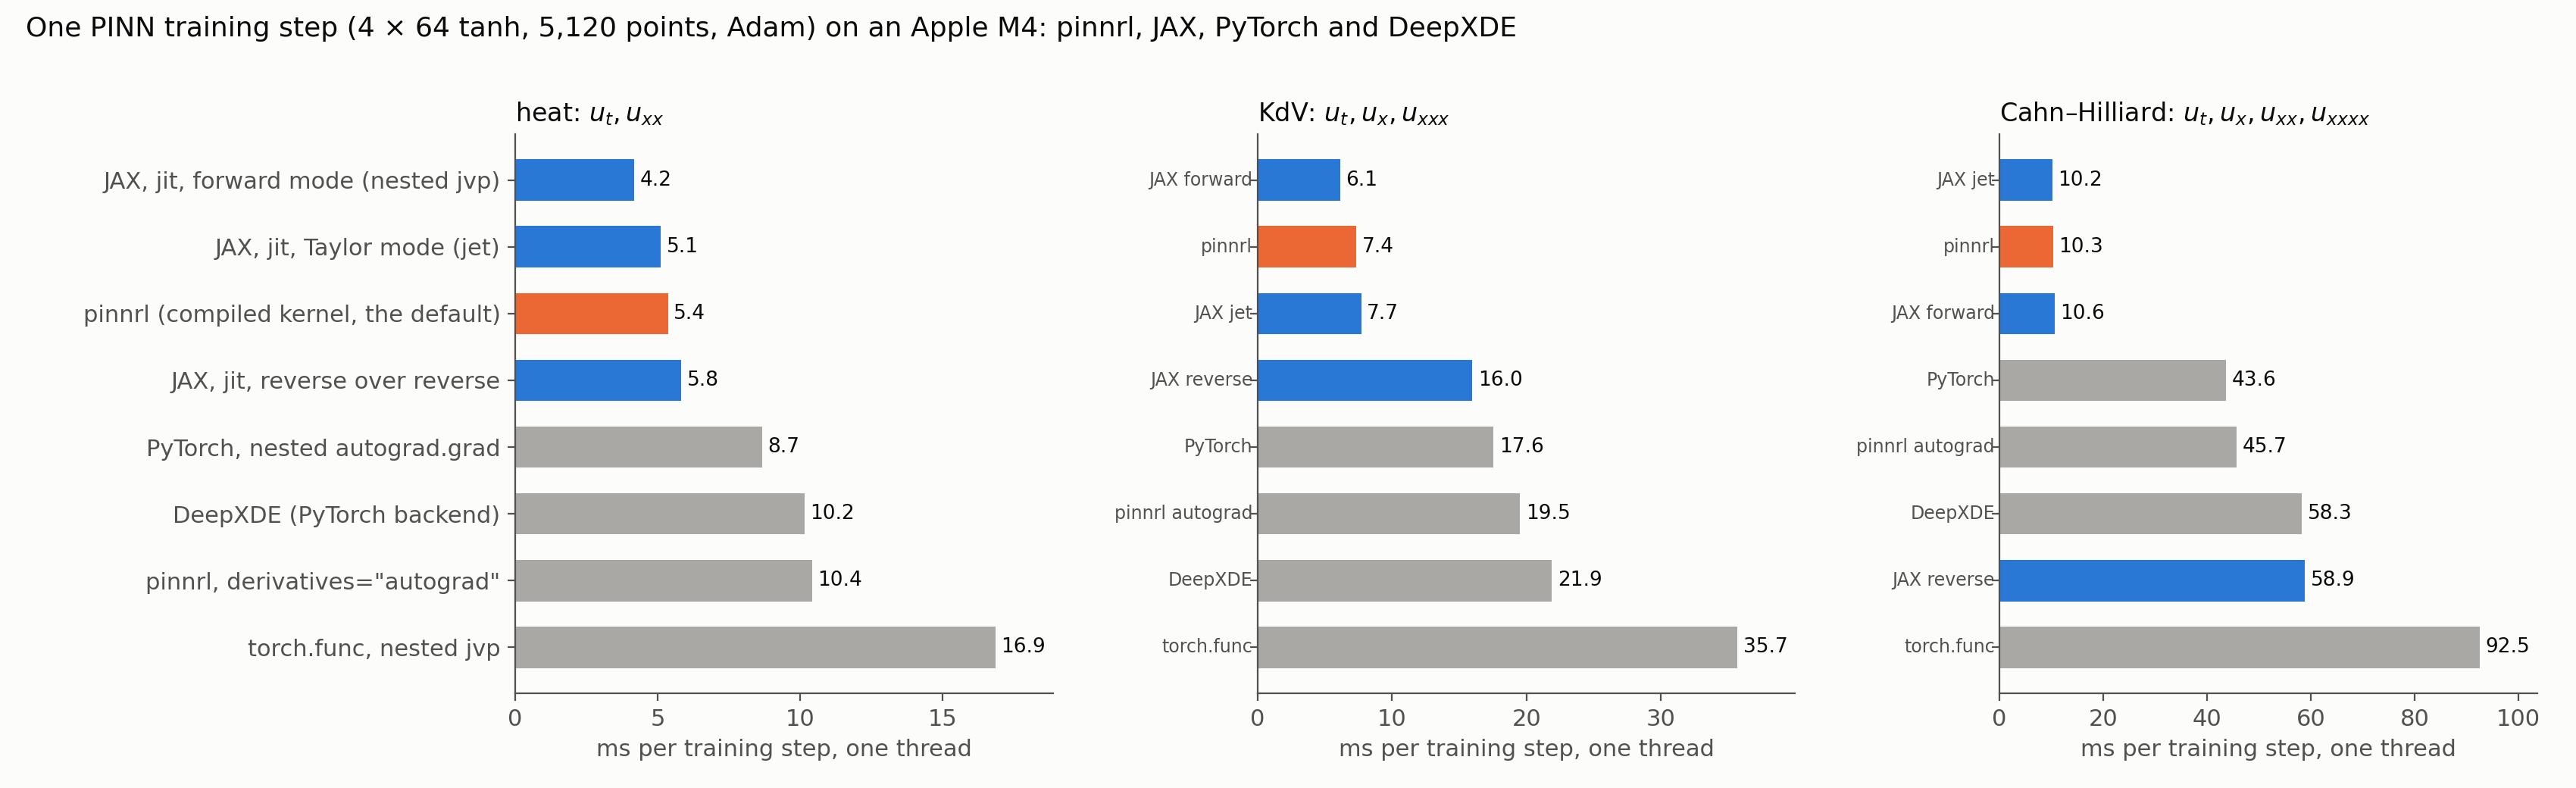 One PINN training step (4 × 64 tanh, 5,120 points, Adam) on an Apple M4: pinnrl, JAX, PyTorch and DeepXDE
heat: u_t, u_xx
JAX, jit, forward mode (nested jvp) 4.2
JAX, jit, Taylor mode (jet) 5.1
pinnrl (compiled kernel, the default) 5.4
JAX, jit, reverse over reverse 5.8
PyTorch, nested autograd.grad 8.7
DeepXDE (PyTorch backend) 10.2
pinnrl, derivatives="autograd" 10.4
torch.func, nested jvp 16.9
0 5 10 15
ms per training step, one thread
KdV: u_t, u_x, u_xxx
JAX forward 6.1
pinnrl 7.4
JAX jet 7.7
JAX reverse 16.0
PyTorch 17.6
pinnrl autograd 19.5
DeepXDE 21.9
torch.func 35.7
0 10 20 30
ms per training step, one thread
Cahn–Hilliard: u_t, u_x, u_xx, u_xxxx
JAX jet 10.2
pinnrl 10.3
JAX forward 10.6
PyTorch 43.6
pinnrl autograd 45.7
DeepXDE 58.3
JAX reverse 58.9
torch.func 92.5
0 20 40 60 80 100
ms per training step, one thread